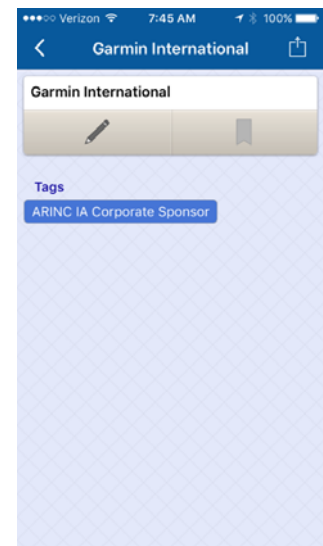 Verizon 7:45 AM 100%
Garmin International
Garmin International
Tags
ARINC IA Corporate Sponsor